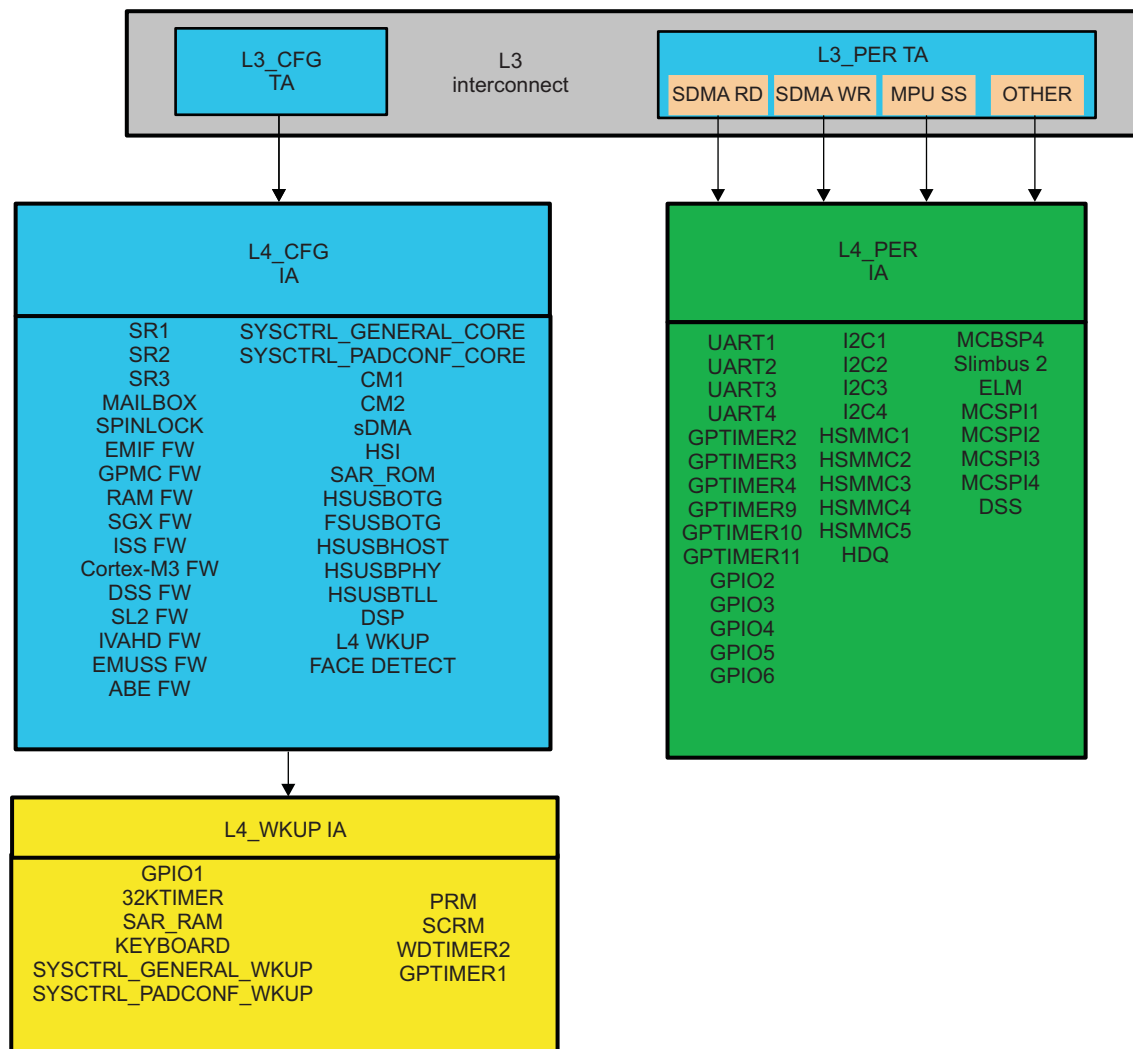 L3_CFG
TA
L3
interconnect
L3_PER TA
SDMA RD
SDMA WR
MPU SS
OTHER
L4_CFG
IA
SR1
SR2
SR3
MAILBOX
SPINLOCK
EMIF FW
GPMC FW
RAM FW
SGX FW
ISS FW
Cortex-M3 FW
DSS FW
SL2 FW
IVAHD FW
EMUSS FW
ABE FW
SYSCTRL_GENERAL_CORE
SYSCTRL_PADCONF_CORE
CM1
CM2
sDMA
HSI
SAR_ROM
HSUSBOTG
FSUSBOTG
HSUSBHOST
HSUSBPHY
HSUSBTLL
DSP
L4 WKUP
FACE DETECT
L4_PER
IA
UART1
UART2
UART3
UART4
GPTIMER2
GPTIMER3
GPTIMER4
GPTIMER9
GPTIMER10
GPTIMER11
GPIO2
GPIO3
GPIO4
GPIO5
GPIO6
I2C1
I2C2
I2C3
I2C4
HSMMC1
HSMMC2
HSMMC3
HSMMC4
HSMMC5
HDQ
MCBSP4
Slimbus 2
ELM
MCSPI1
MCSPI2
MCSPI3
MCSPI4
DSS
L4_WKUP IA
GPIO1
32KTIMER
SAR_RAM
KEYBOARD
SYSCTRL_GENERAL_WKUP
SYSCTRL_PADCONF_WKUP
PRM
SCRM
WDTIMER2
GPTIMER1